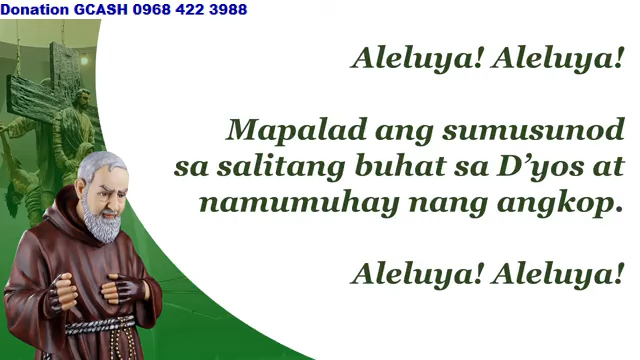 Donation GCASH 0968 422 3988
Aleluya! Aleluya!
Mapalad ang sumusunod
sa salitang buhat sa D’yos at
namumuhay nang angkop.
Aleluya! Aleluya!